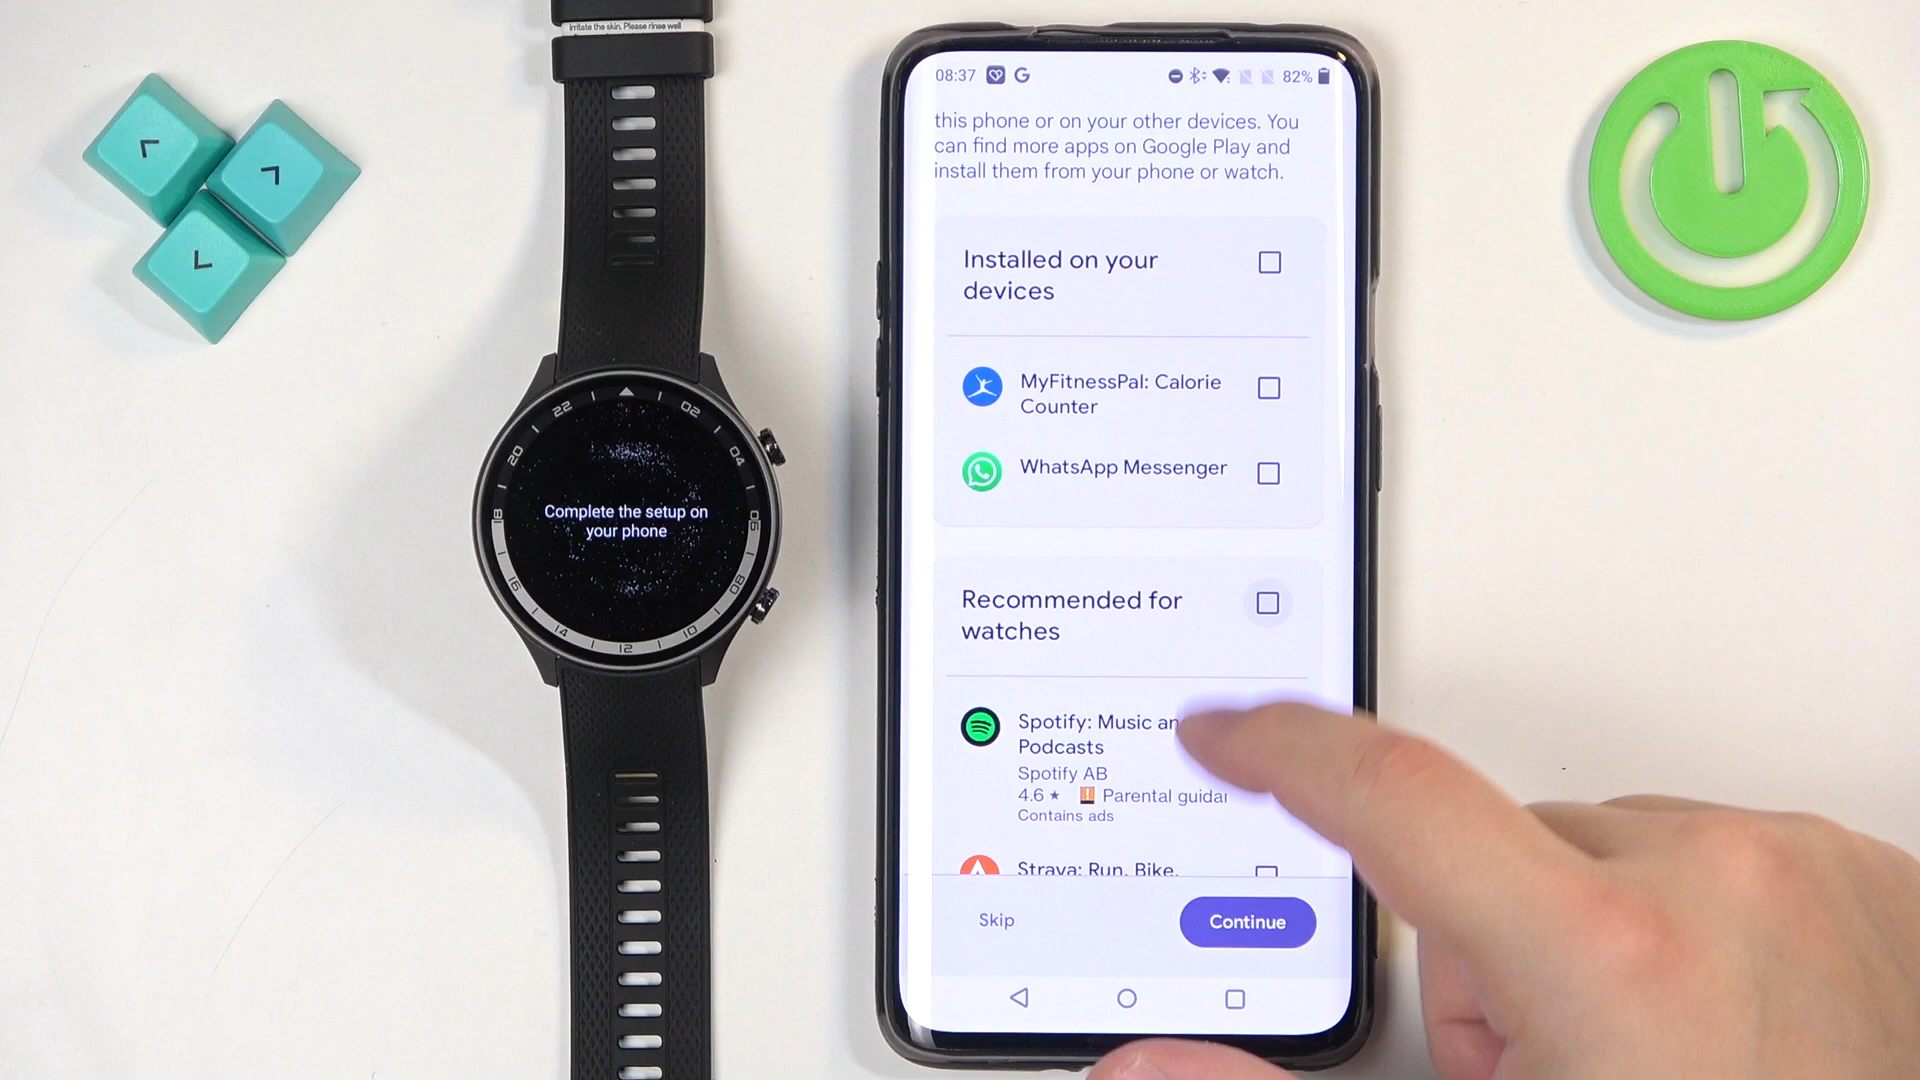 irritate the skin. Please rinse well
08:37
82%
this phone or on your other devices. You
can find more apps on Google Play and
install them from your phone or watch.
Installed on your
devices
MyFitnessPal: Calorie
Counter
WhatsApp Messenger
Recommended for
watches
Spotify: Music
Podcasts
Spotify AB
4.6 ★ Parental
Contains ads
Strava: Run, Bike,
Skip
Continue
Complete the setup on
your phone
02
04
06
08
10
12
14
16
18
20
22